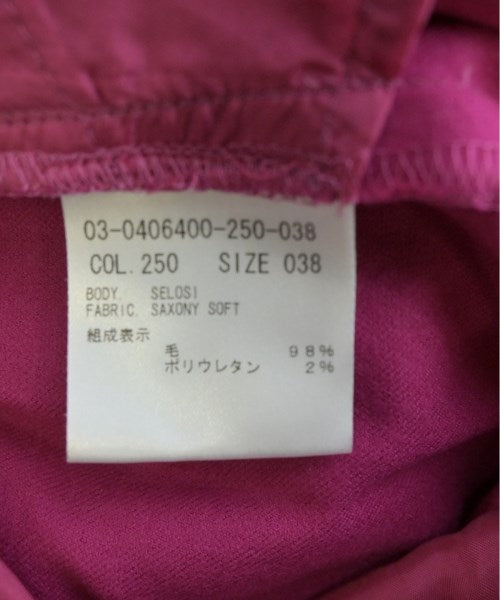 03-0406400-250-038
COL. 250 SIZE 038
BODY. SELOSI
FABRIC. SAXONY SOFT
組成表示
毛 98%
ポリウレタン 2%